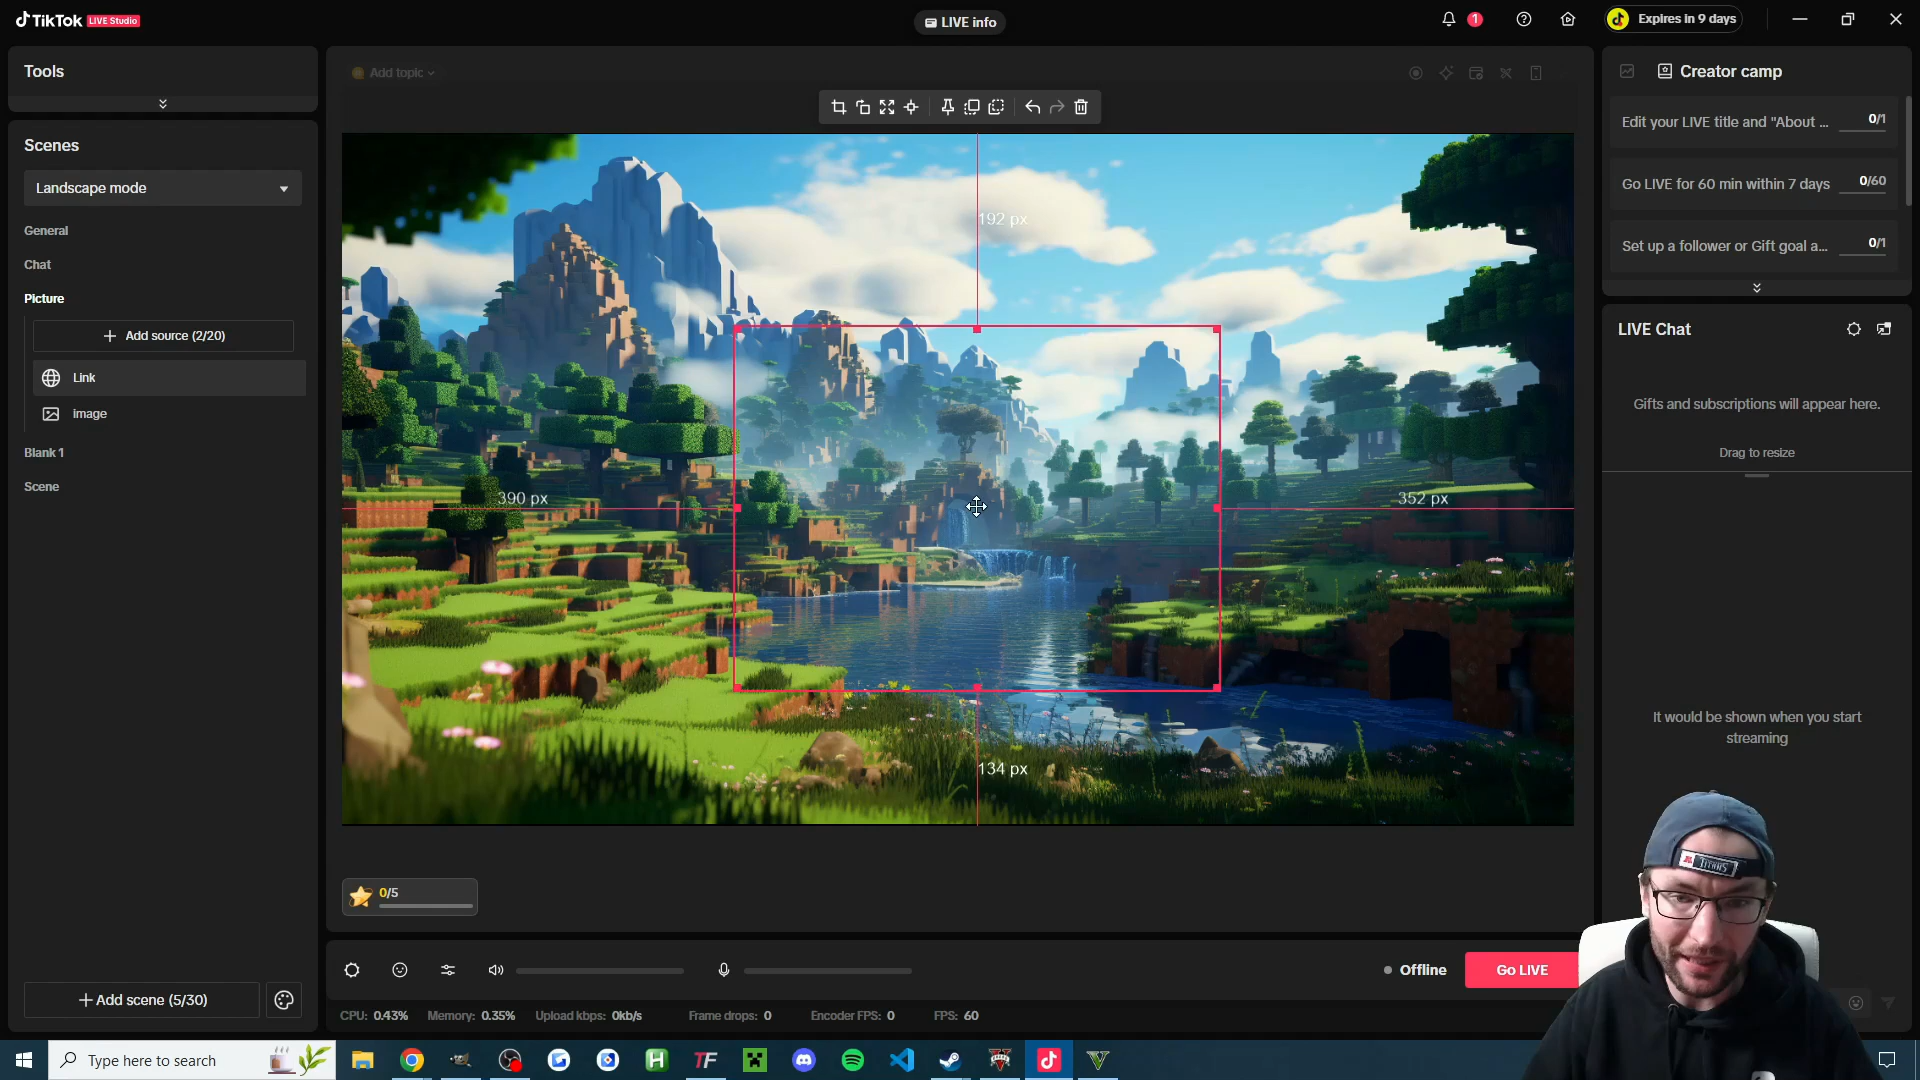 TikTok LIVE Studio
LIVE info
1
Expires in 9 days
Tools
Scenes
Landscape mode
General
Chat
Picture
Add source (2/20)
Link
image
Blank 1
Scene
Add scene (5/30)
Add topic
192 px
390 px
352 px
134 px
0/5
Offline
Go LIVE
CPU: 0.43%
Memory: 0.35%
Upload kbps: 0kb/s
Frame drops: 0
Encoder FPS: 0
FPS: 60
Creator camp
Edit your LIVE title and "About ...
0/1
Go LIVE for 60 min within 7 days
0/60
Set up a follower or Gift goal a...
0/1
LIVE Chat
Gifts and subscriptions will appear here.
Drag to resize
It would be shown when you start
streaming
TITANS
Type here to search
H
TF
V